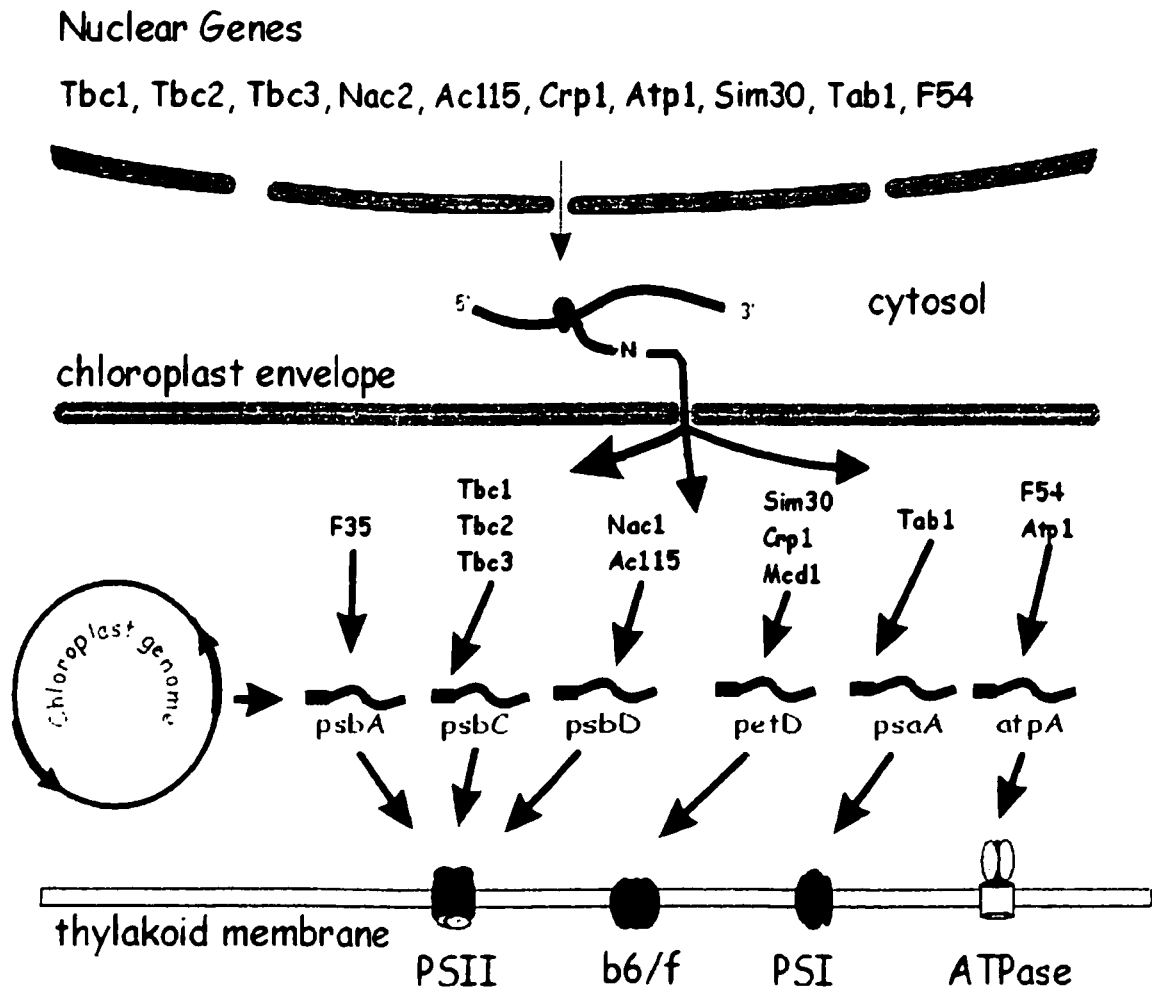 Nuclear Genes
Tbc1, Tbc2, Tbc3, Nac2, Ac115, Crp1, Atp1, Sim30, Tab1, F54
5'
3'
cytosol
N
chloroplast envelope
F35
Tbc1
Tbc2
Tbc3
Nac1
Ac115
Sim30
Crp1
Mcd1
Tab1
F54
Atp1
Chloroplast genome
psbA
psbC
psbD
petD
psaA
atpA
thylakoid membrane
PSII
b6/f
PSI
ATPase